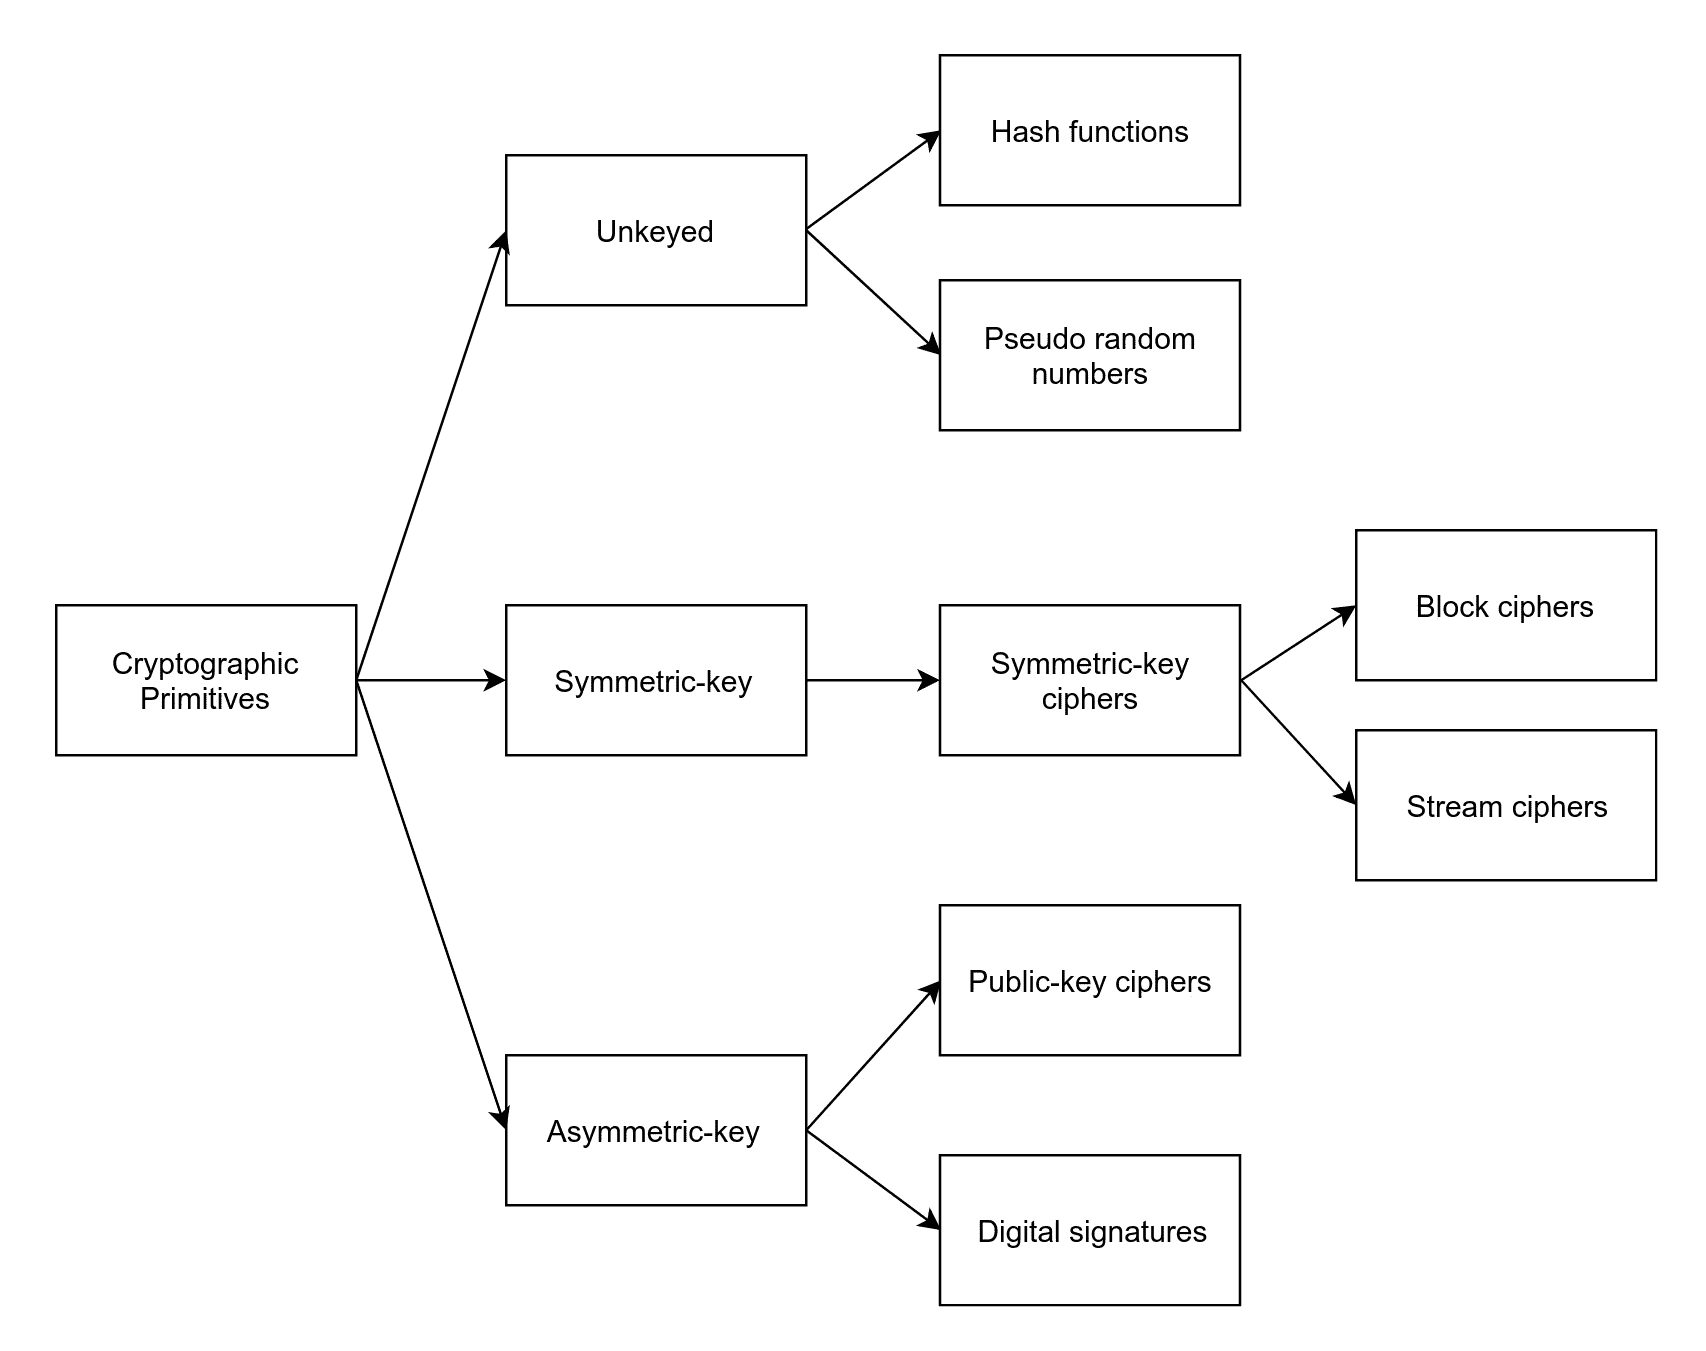 Hash functions
Unkeyed
Pseudo random
numbers
Block ciphers
Cryptographic
Primitives
Symmetric-key
Symmetric-key
ciphers
Stream ciphers
Public-key ciphers
Asymmetric-key
Digital signatures